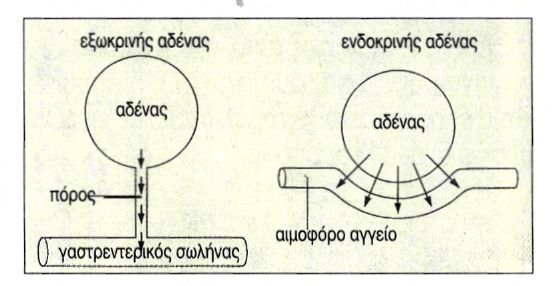 εξωκρινής αδένας
αδένας
πόρος
γαστρεντερικός σωλήνας
ενδοκρινής αδένας
αδένας
αιμοφόρο αγγείο